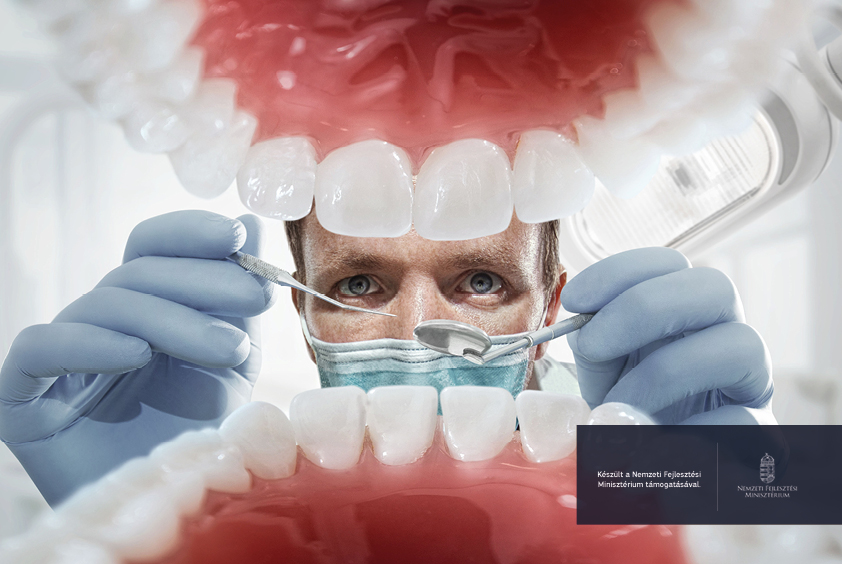 Készült a Nemzeti Fejlesztési
Minisztérium támogatásával.
Nemzeti Fejlesztési
Minisztérium